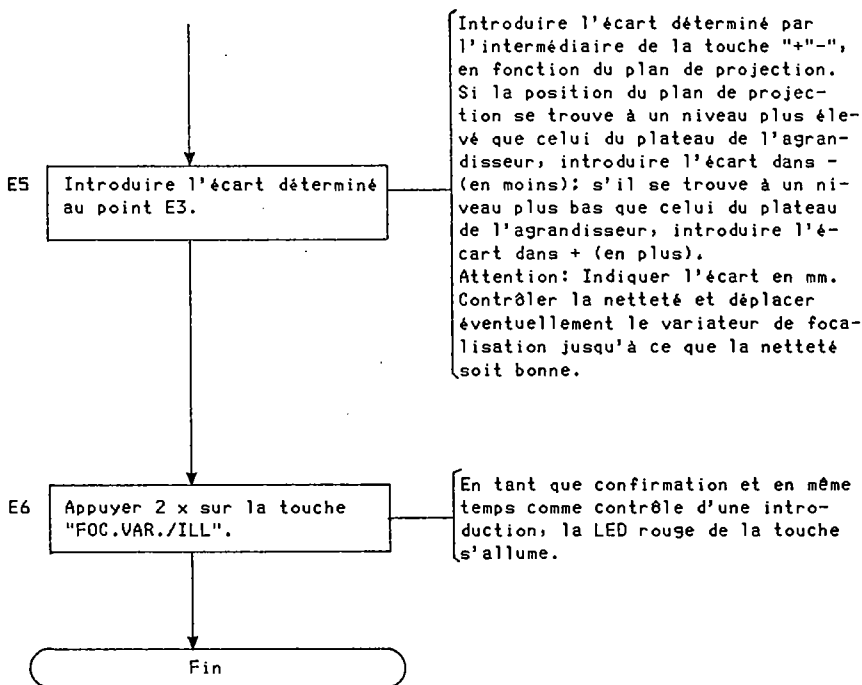 Introduire l'écart déterminé par
l'intermédiaire de la touche "+"-",
en fonction du plan de projection.
Si la position du plan de projec-
tion se trouve à un niveau plus éle-
vé que celui du plateau de l'agran-
disseur, introduire l'écart dans -
(en moins); s'il se trouve à un ni-
veau plus bas que celui du plateau
de l'agrandisseur, introduire l'é-
cart dans + (en plus).
Attention: Indiquer l'écart en mm.
Contrôler la netteté et déplacer
éventuellement le variateur de foca-
lisation jusqu'à ce que la netteté
soit bonne.
E5
Introduire l'écart déterminé
au point E3.
E6
Appuyer 2 x sur la touche
"FOC.VAR./ILL".
En tant que confirmation et en même
temps comme contrôle d'une intro-
duction, la LED rouge de la touche
s'allume.
Fin